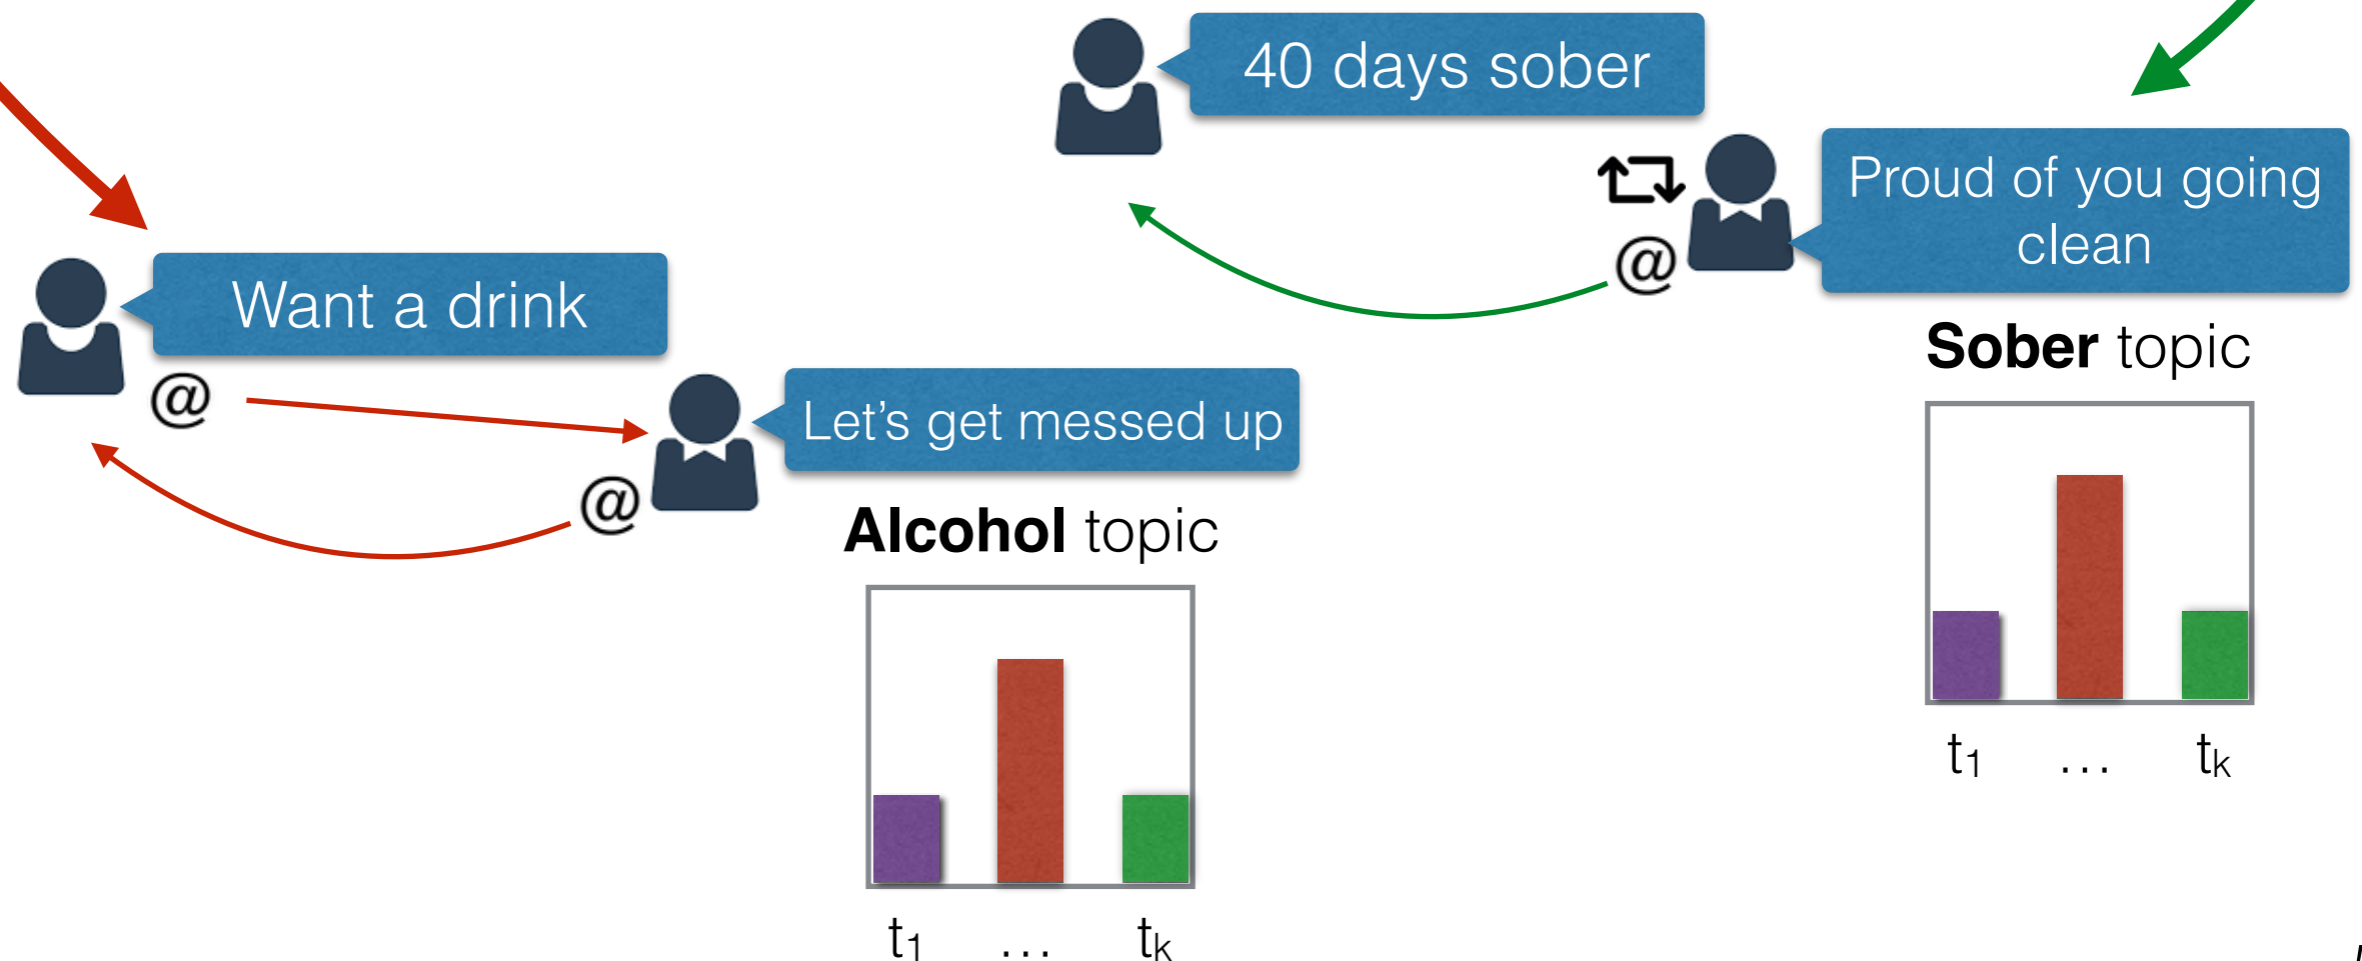 40 days sober
Proud of you going
clean
@
Sober topic
t₁ … tₖ
Want a drink
@
Let's get messed up
@
Alcohol topic
t₁ … tₖ